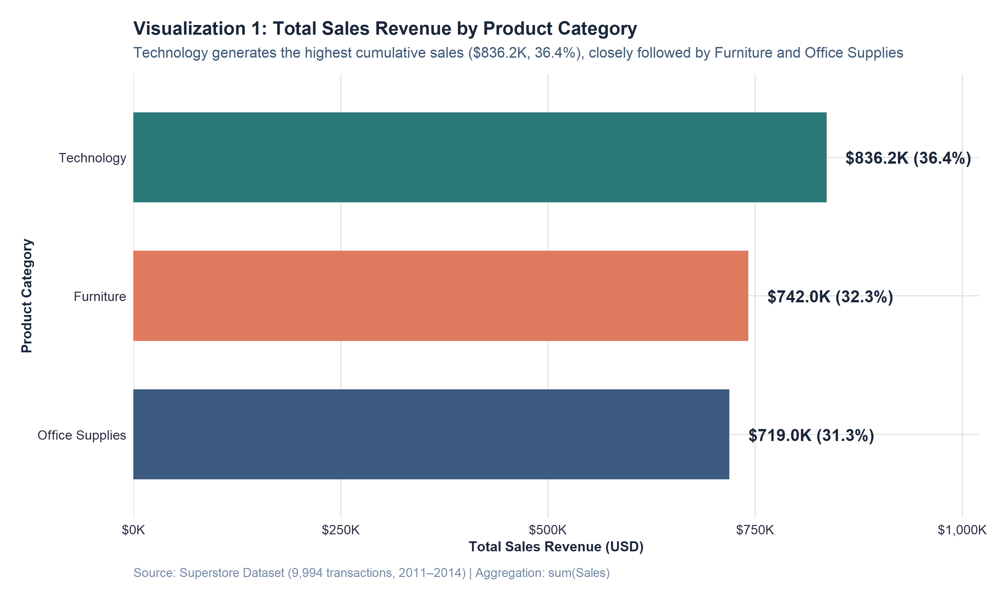 Visualization 1: Total Sales Revenue by Product Category
Technology generates the highest cumulative sales ($836.2K, 36.4%), closely followed by Furniture and Office Supplies
Product Category
Technology
$836.2K (36.4%)
Furniture
$742.0K (32.3%)
Office Supplies
$719.0K (31.3%)
$0K
$250K
$500K
$750K
$1,000K
Total Sales Revenue (USD)
Source: Superstore Dataset (9,994 transactions, 2011–2014) | Aggregation: sum(Sales)